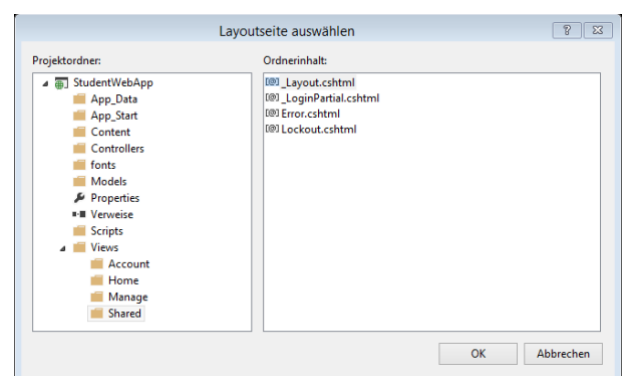 Layoutseite auswählen
Projektordner:
StudentWebApp
App_Data
App_Start
Content
Controllers
fonts
Models
Properties
Verweise
Scripts
Views
Account
Home
Manage
Shared
Ordnerinhalt:
[@] _Layout.cshtml
[@] _LoginPartial.cshtml
[@] Error.cshtml
[@] Lockout.cshtml
OK
Abbrechen